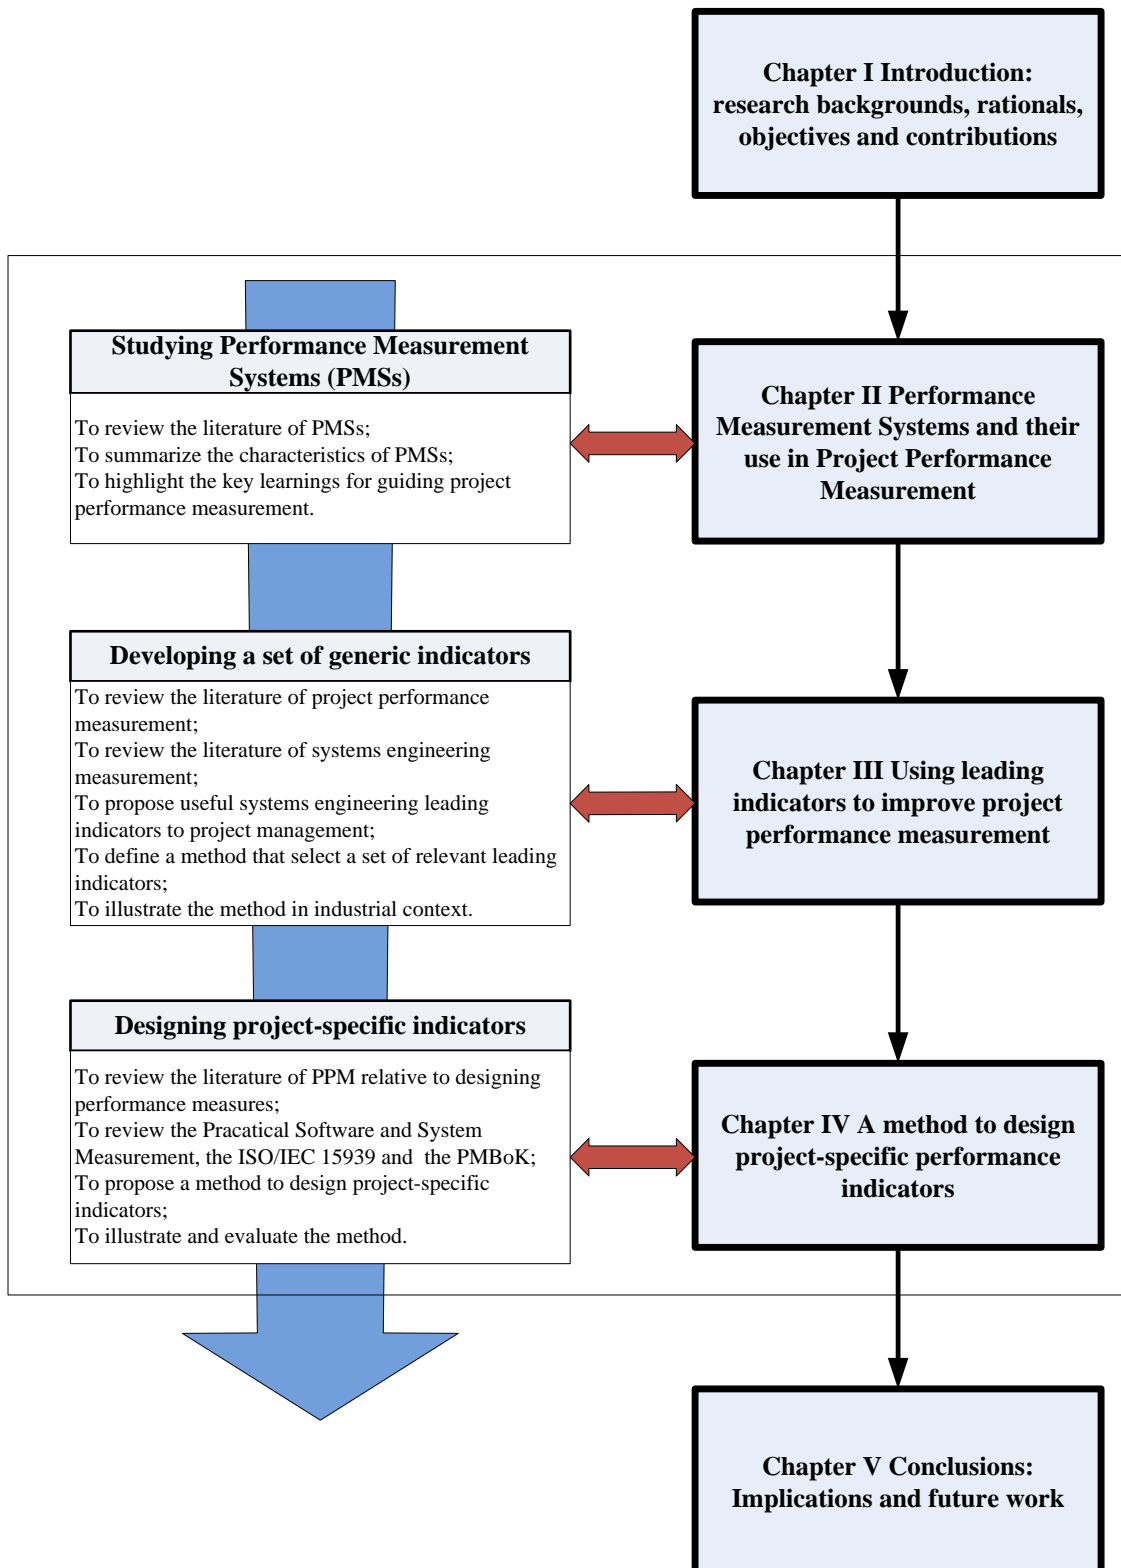 Chapter I Introduction:
research backgrounds, rationals,
objectives and contributions
Studying Performance Measurement
Systems (PMSs)
To review the literature of PMSs;
To summarize the characteristics of PMSs;
To highlight the key learnings for guiding project
performance measurement.
Chapter II Performance
Measurement Systems and their
use in Project Performance
Measurement
Developing a set of generic indicators
To review the literature of project performance
measurement;
To review the literature of systems engineering
measurement;
To propose useful systems engineering leading
indicators to project management;
To define a method that select a set of relevant leading
indicators;
To illustrate the method in industrial context.
Chapter III Using leading
indicators to improve project
performance measurement
Designing project-specific indicators
To review the literature of PPM relative to designing
performance measures;
To review the Pracatical Software and System
Measurement, the ISO/IEC 15939 and  the PMBoK;
To propose a method to design project-specific
indicators;
To illustrate and evaluate the method.
Chapter IV A method to design
project-specific performance
indicators
Chapter V Conclusions:
Implications and future work